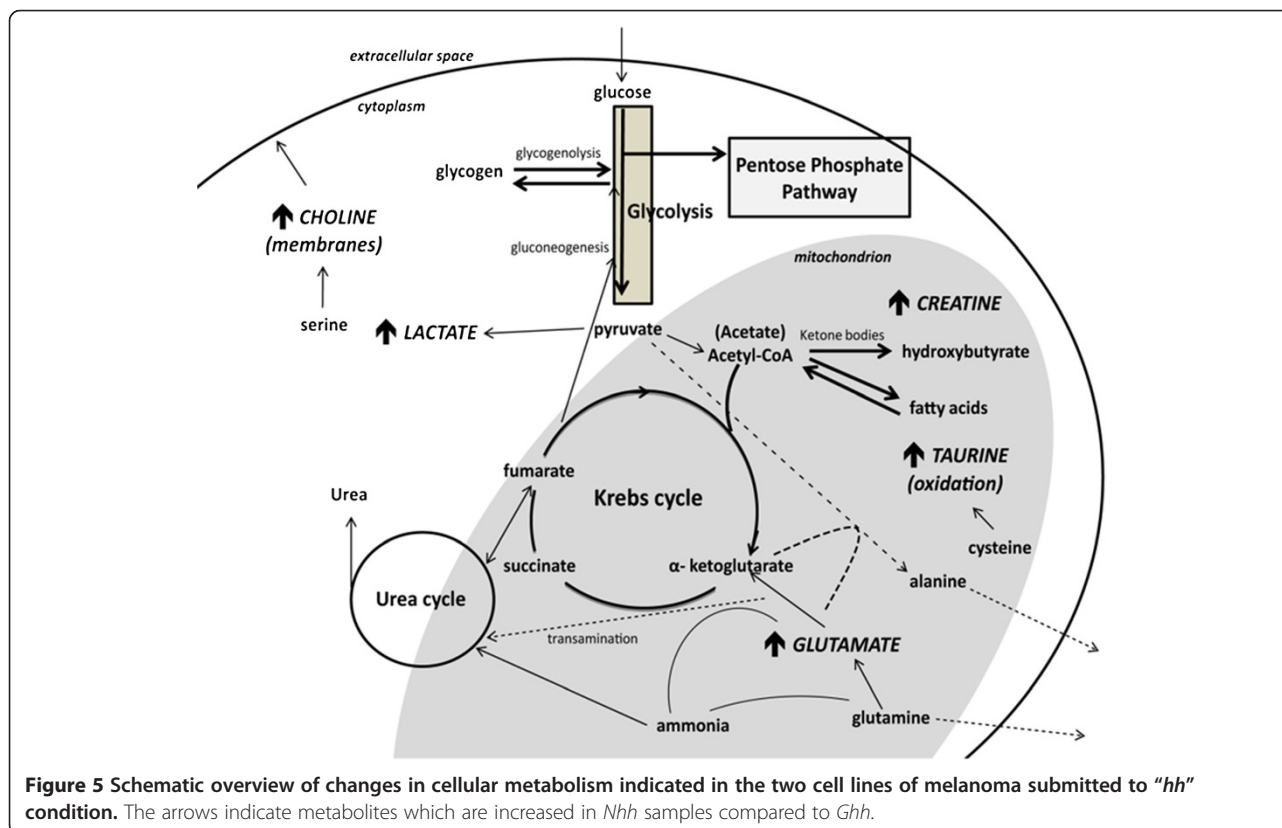 extracellular space
cytoplasm
glucose
glycogenolysis
glycogen
Pentose Phosphate
Pathway
Glycolysis
CHOLINE
(membranes)
gluconeogenesis
mitochondrion
CREATINE
serine
LACTATE
pyruvate
(Acetate)
Acetyl-CoA
Ketone bodies
hydroxybutyrate
fatty acids
TAURINE
(oxidation)
fumarate
Krebs cycle
Urea
cysteine
succinate
α- ketoglutarate
alanine
Urea cycle
transamination
GLUTAMATE
ammonia
glutamine
Figure 5 Schematic overview of changes in cellular metabolism indicated in the two cell lines of melanoma submitted to “hh”
condition. The arrows indicate metabolites which are increased in Nhh samples compared to Ghh.